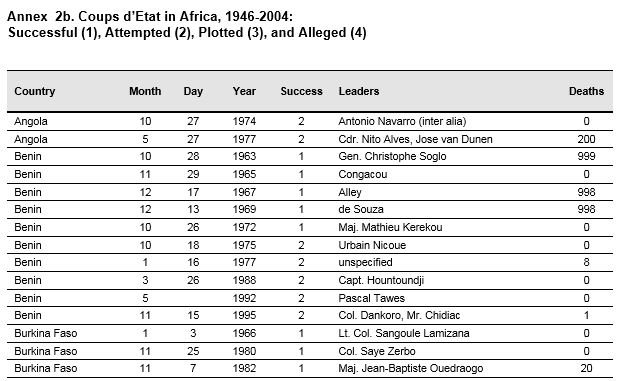 Annex 2b. Coups d'Etat in Africa, 1946-2004:
Successful (1), Attempted (2), Plotted (3), and Alleged (4)
Country Month Day Year Success Leaders Deaths
Angola 10 27 1974 2 Antonio Navarro (inter alia) 0
Angola 5 27 1977 2 Cdr. Nito Alves, Jose van Dunen 200
Benin 10 28 1963 1 Gen. Christophe Soglo 999
Benin 11 29 1965 1 Congacou 0
Benin 12 17 1967 1 Alley 998
Benin 12 13 1969 1 de Souza 998
Benin 10 26 1972 1 Maj. Mathieu Kerekou 0
Benin 10 18 1975 2 Urbain Nicoue 0
Benin 1 16 1977 2 unspecified 8
Benin 3 26 1988 2 Capt. Hountoundji 0
Benin 5 1992 2 Pascal Tawes 0
Benin 11 15 1995 2 Col. Dankoro, Mr. Chidiac 1
Burkina Faso 1 3 1966 1 Lt. Col. Sangoule Lamizana 0
Burkina Faso 11 25 1980 1 Col. Saye Zerbo 0
Burkina Faso 11 7 1982 1 Maj. Jean-Baptiste Ouedraogo 20